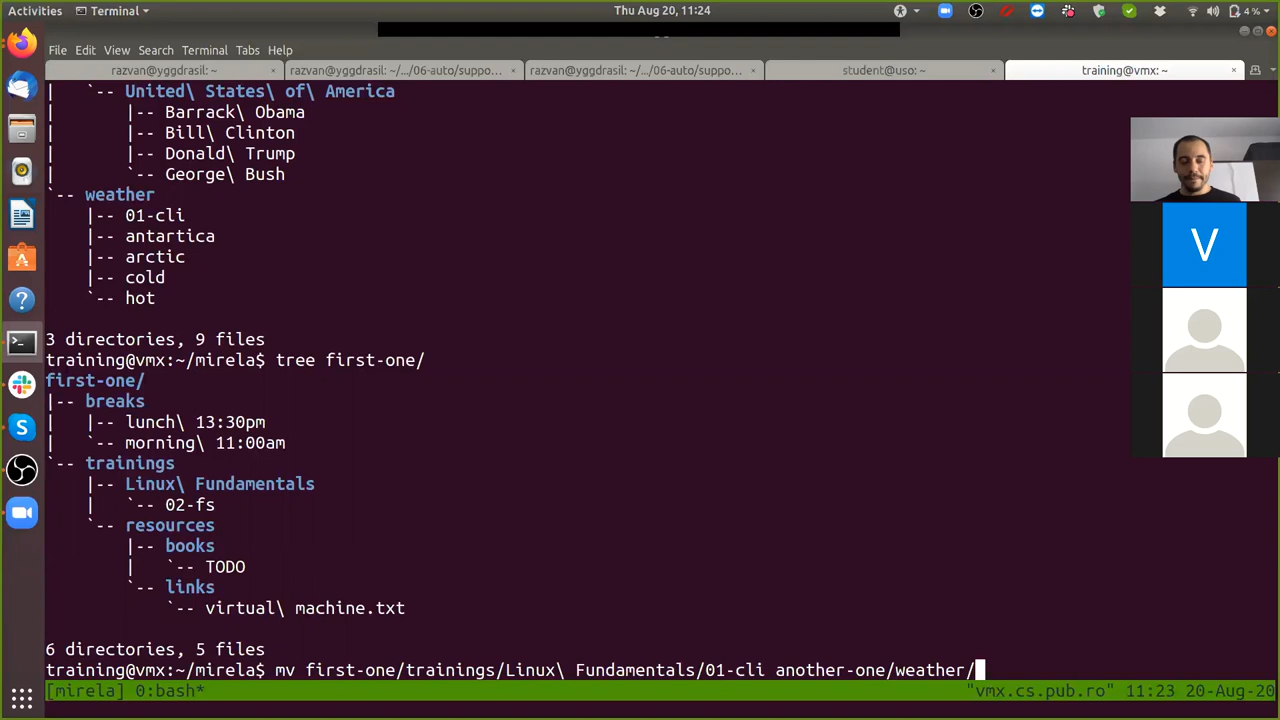 Activities Terminal Thu Aug 20, 11:24 4 %
File Edit View Search Terminal Tabs Help
razvan@yggdrasil: ~ × razvan@yggdrasil: ~/.../06-auto/suppo... × razvan@yggdrasil: ~/.../06-auto/suppo... × student@uso: ~ × training@vmx: ~ ×
|   `-- United\ States\ of\ America
|       |-- Barrack\ Obama
|       |-- Bill\ Clinton
|       |-- Donald\ Trump
|       `-- George\ Bush
`-- weather
    |-- 01-cli
    |-- antartica
    |-- arctic
    |-- cold
    `-- hot
3 directories, 9 files
training@vmx:~/mirela$ tree first-one/
first-one/
|-- breaks
|   |-- lunch\ 13:30pm
|   `-- morning\ 11:00am
`-- trainings
    |-- Linux\ Fundamentals
    |   `-- 02-fs
    `-- resources
        |-- books
        |   `-- TODO
        `-- links
            `-- virtual\ machine.txt
6 directories, 5 files
training@vmx:~/mirela$ mv first-one/trainings/Linux\ Fundamentals/01-cli another-one/weather/
[mirela] 0:bash* "vmx.cs.pub.ro" 11:23 20-Aug-20
V